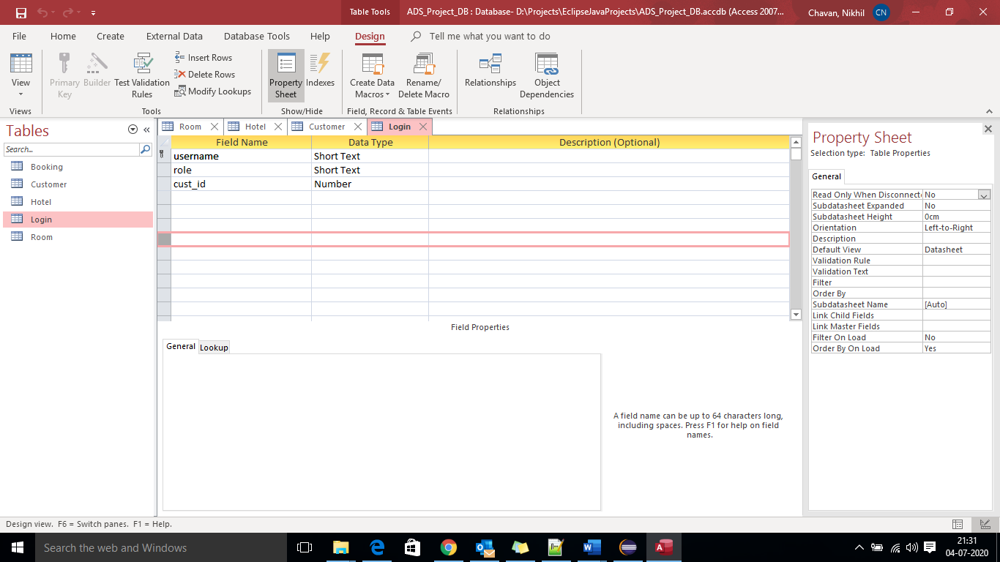 Table Tools
ADS_Project_DB : Database- D:\Projects\EclipseJavaProjects\ADS_Project_DB.accdb (Access 2007...
Chavan, Nikhil
CN
File Home Create External Data Database Tools Help Design Tell me what you want to do
View
Primary Key
Builder
Test Validation Rules
Insert Rows
Delete Rows
Modify Lookups
Property Sheet
Indexes
Create Data Macros
Rename/ Delete Macro
Relationships
Object Dependencies
Views Tools Show/Hide Field, Record & Table Events Relationships
Tables
Search...
Booking
Customer
Hotel
Login
Room
Room Hotel Customer Login
Field Name Data Type Description (Optional)
username Short Text
role Short Text
cust_id Number
Field Properties
General Lookup
A field name can be up to 64 characters long,
including spaces. Press F1 for help on field
names.
Property Sheet
Selection type: Table Properties
General
Read Only When Disconnect No
Subdatasheet Expanded No
Subdatasheet Height 0cm
Orientation Left-to-Right
Description
Default View Datasheet
Validation Rule
Validation Text
Filter
Order By
Subdatasheet Name [Auto]
Link Child Fields
Link Master Fields
Filter On Load No
Order By On Load Yes
Design view. F6 = Switch panes. F1 = Help.
Search the web and Windows
21:31
04-07-2020